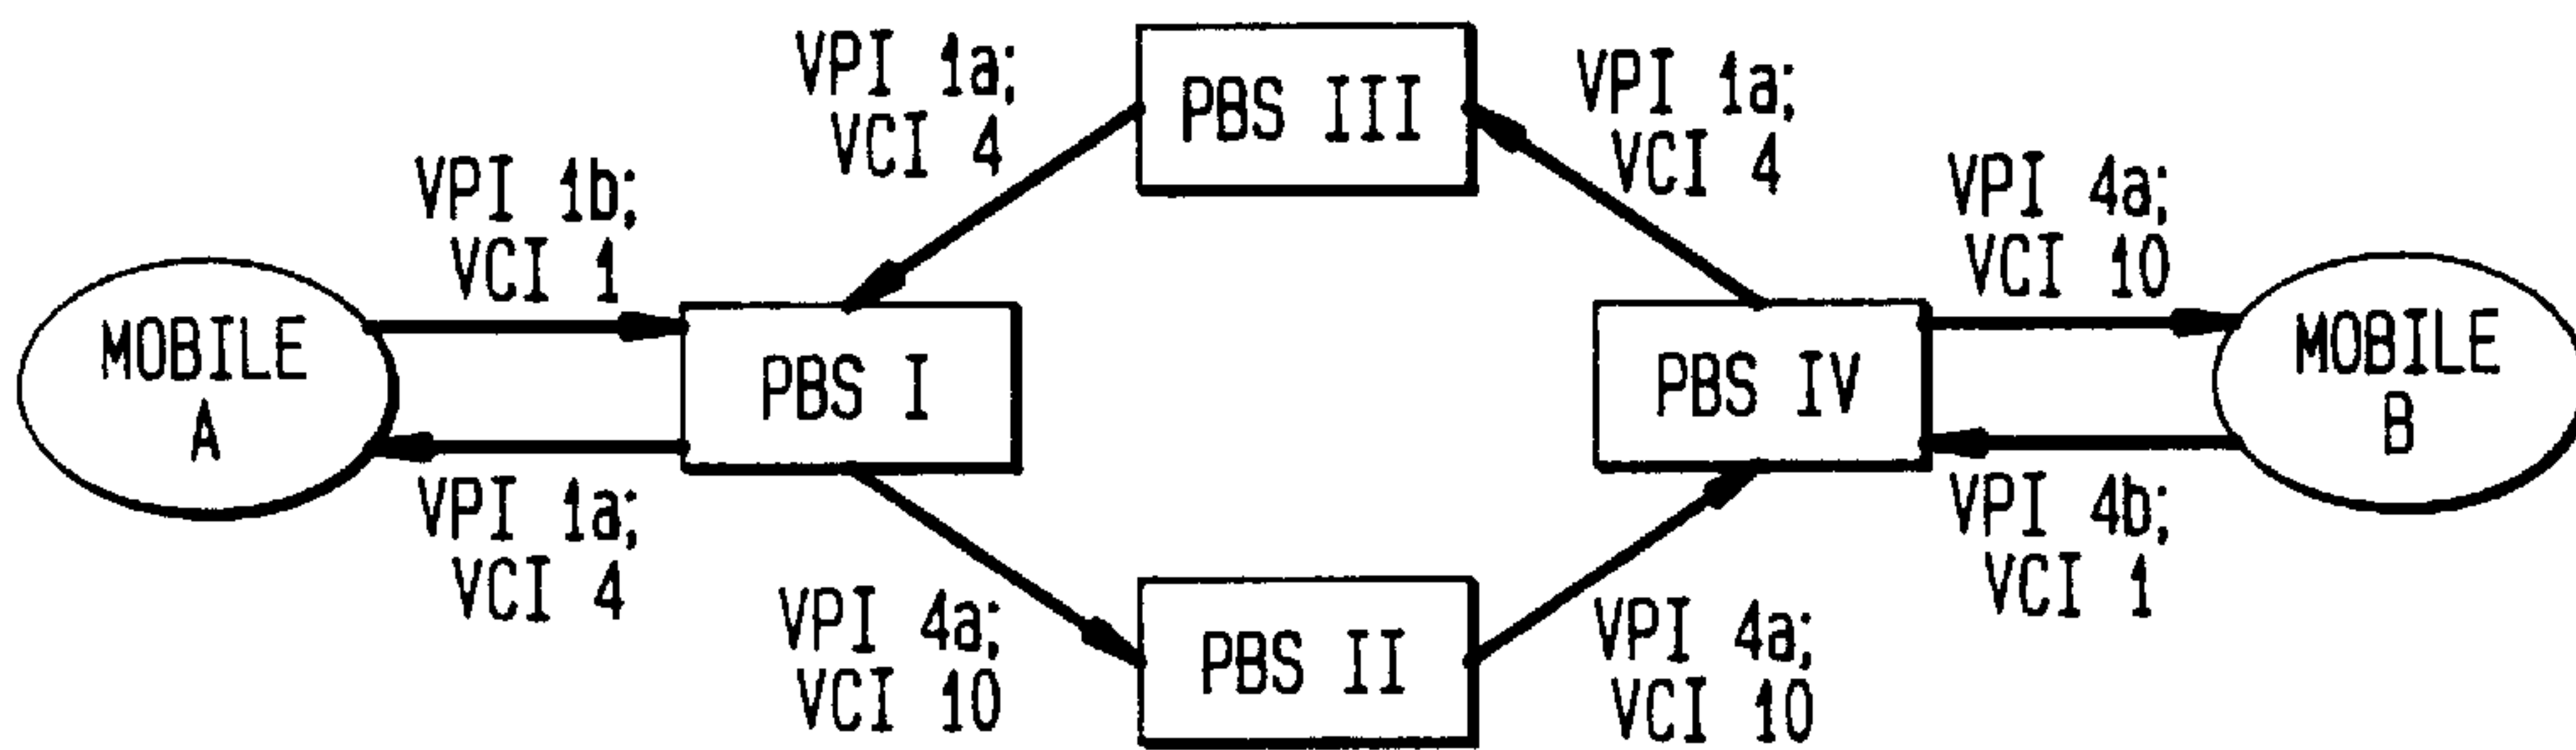 VPI 1a;
VCI 4
PBS III
VPI 1a;
VCI 4
VPI 1b;
VCI 1
VPI 4a;
VCI 10
MOBILE
A
PBS I
PBS IV
MOBILE
B
VPI 1a;
VCI 4
VPI 4b;
VCI 1
VPI 4a;
VCI 10
PBS II
VPI 4a;
VCI 10